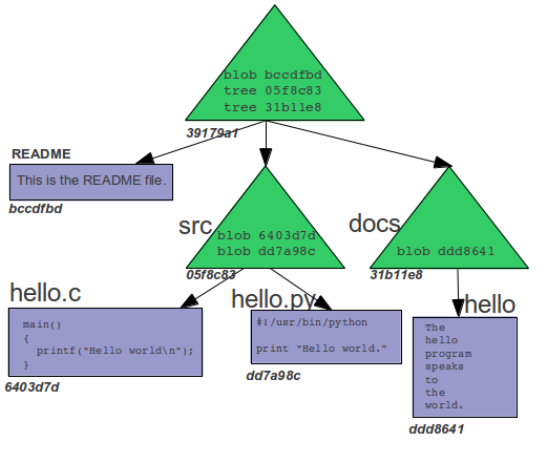 blob bccdfbd
tree 05f8c83
tree 31b11e8
39179a1
README
This is the README file.
bccdfbd
src
blob 6403d7d
blob dd7a98c
05f8c83
docs
blob ddd8641
31b11e8
hello.c
main()
{
printf("Hello world\n");
}
6403d7d
hello.py
#!/usr/bin/python
print "Hello world."
dd7a98c
hello
The
hello
program
speaks
to
the
world.
ddd8641